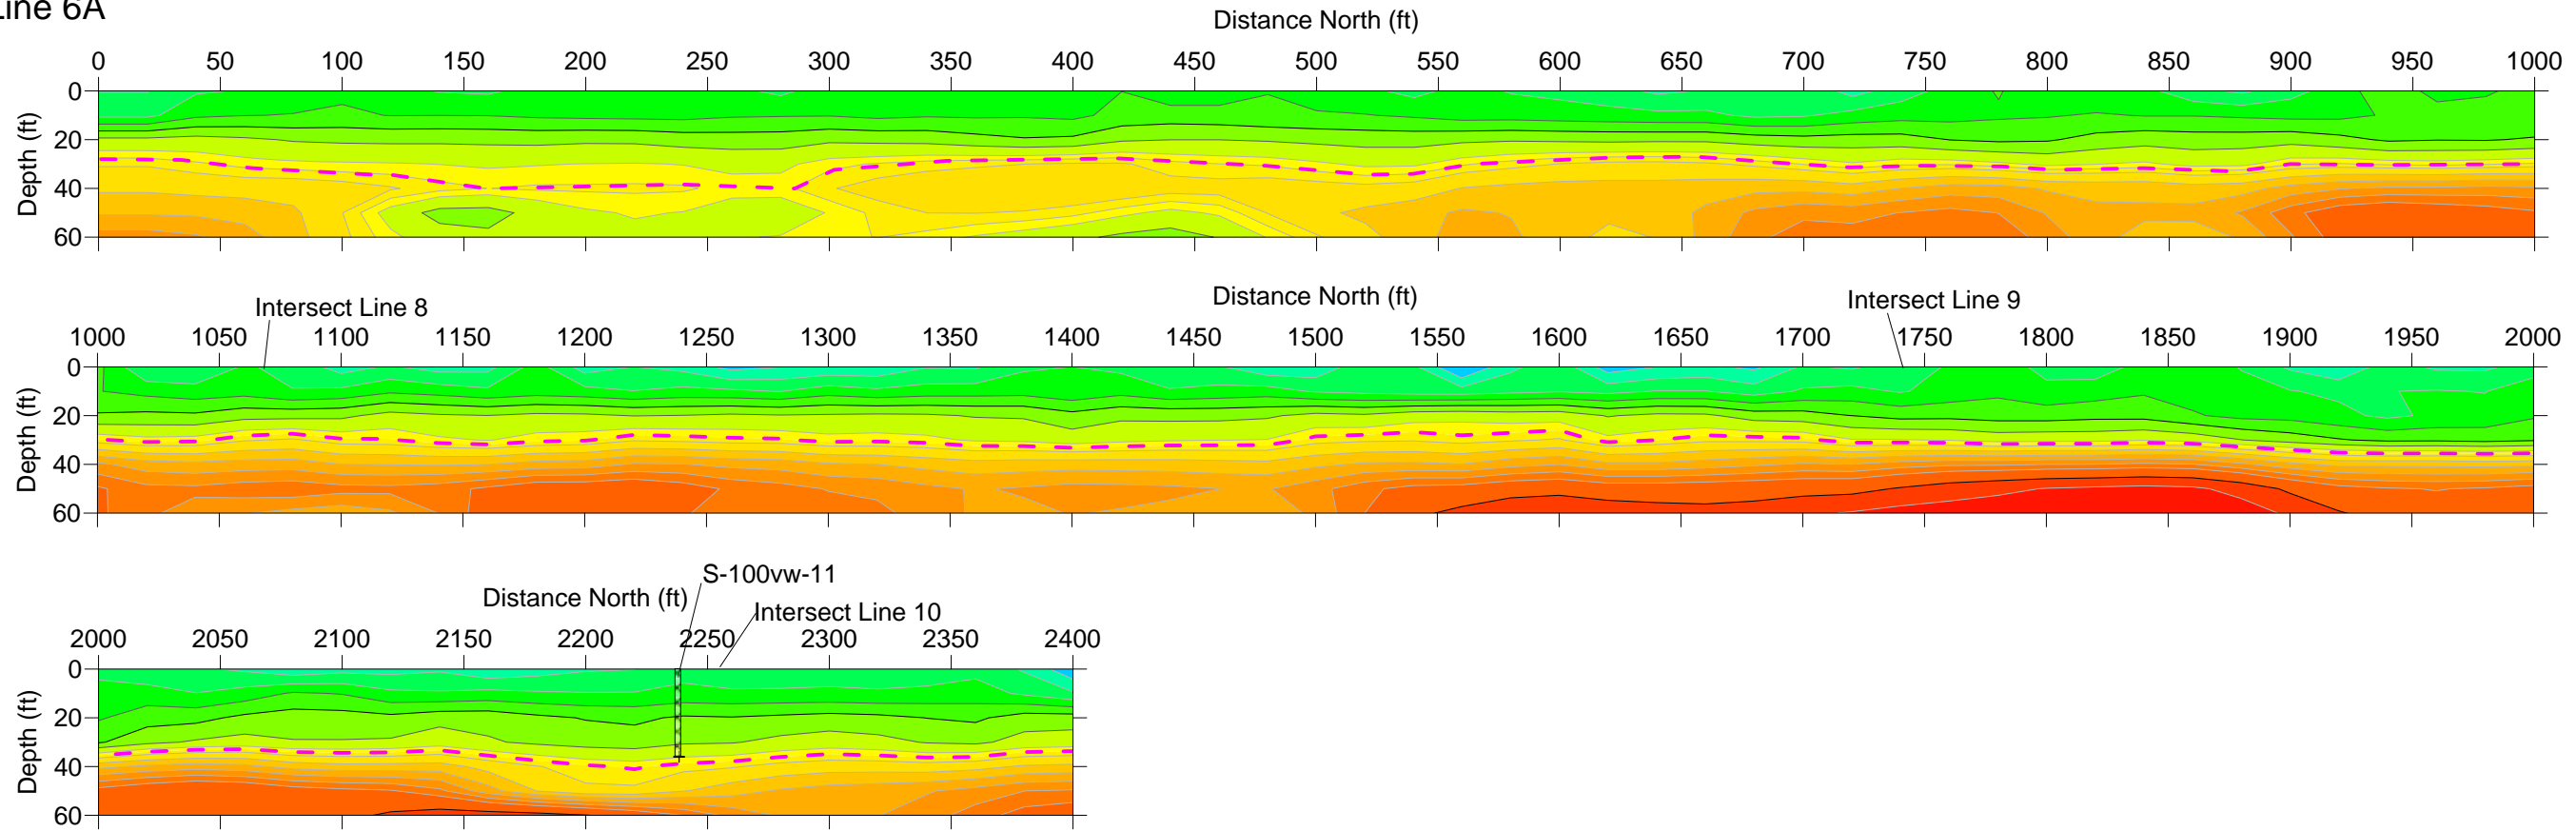 Line 6A
Distance North (ft)
0 50 100 150 200 250 300 350 400 450 500 550 600 650 700 750 800 850 900 950 1000
0
20
40
60
Depth (ft)
Intersect Line 8
Distance North (ft)
Intersect Line 9
1000 1050 1100 1150 1200 1250 1300 1350 1400 1450 1500 1550 1600 1650 1700 1750 1800 1850 1900 1950 2000
0
20
40
60
Depth (ft)
S-100vw-11
Distance North (ft)
Intersect Line 10
2000 2050 2100 2150 2200 2250 2300 2350 2400
0
20
40
60
Depth (ft)